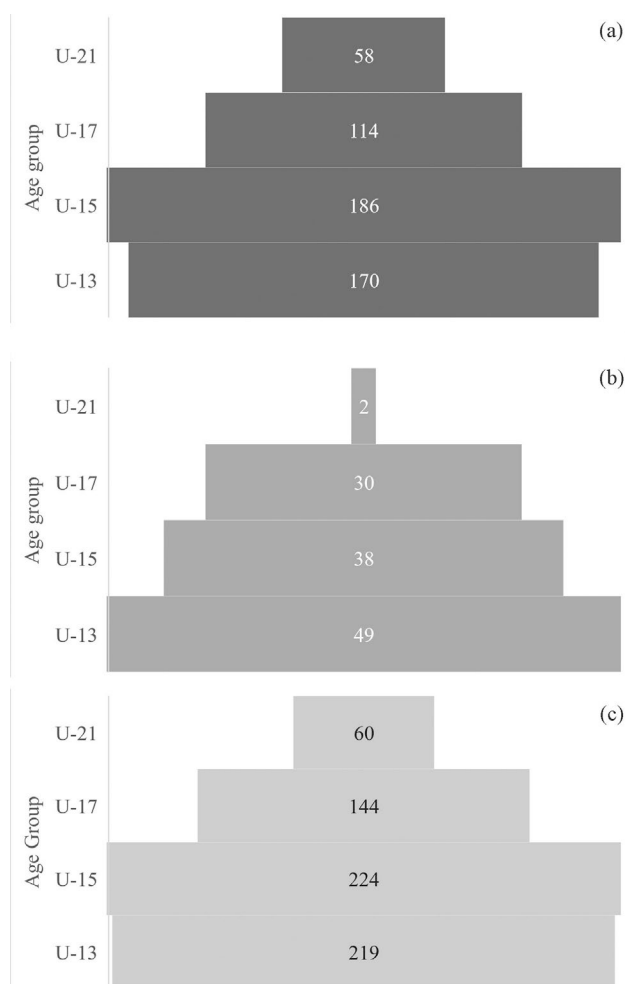 (a)
U-21 58
U-17 114
U-15 186
U-13 170
Age group
(b)
U-21 2
U-17 30
U-15 38
U-13 49
Age group
(c)
U-21 60
U-17 144
U-15 224
U-13 219
Age Group